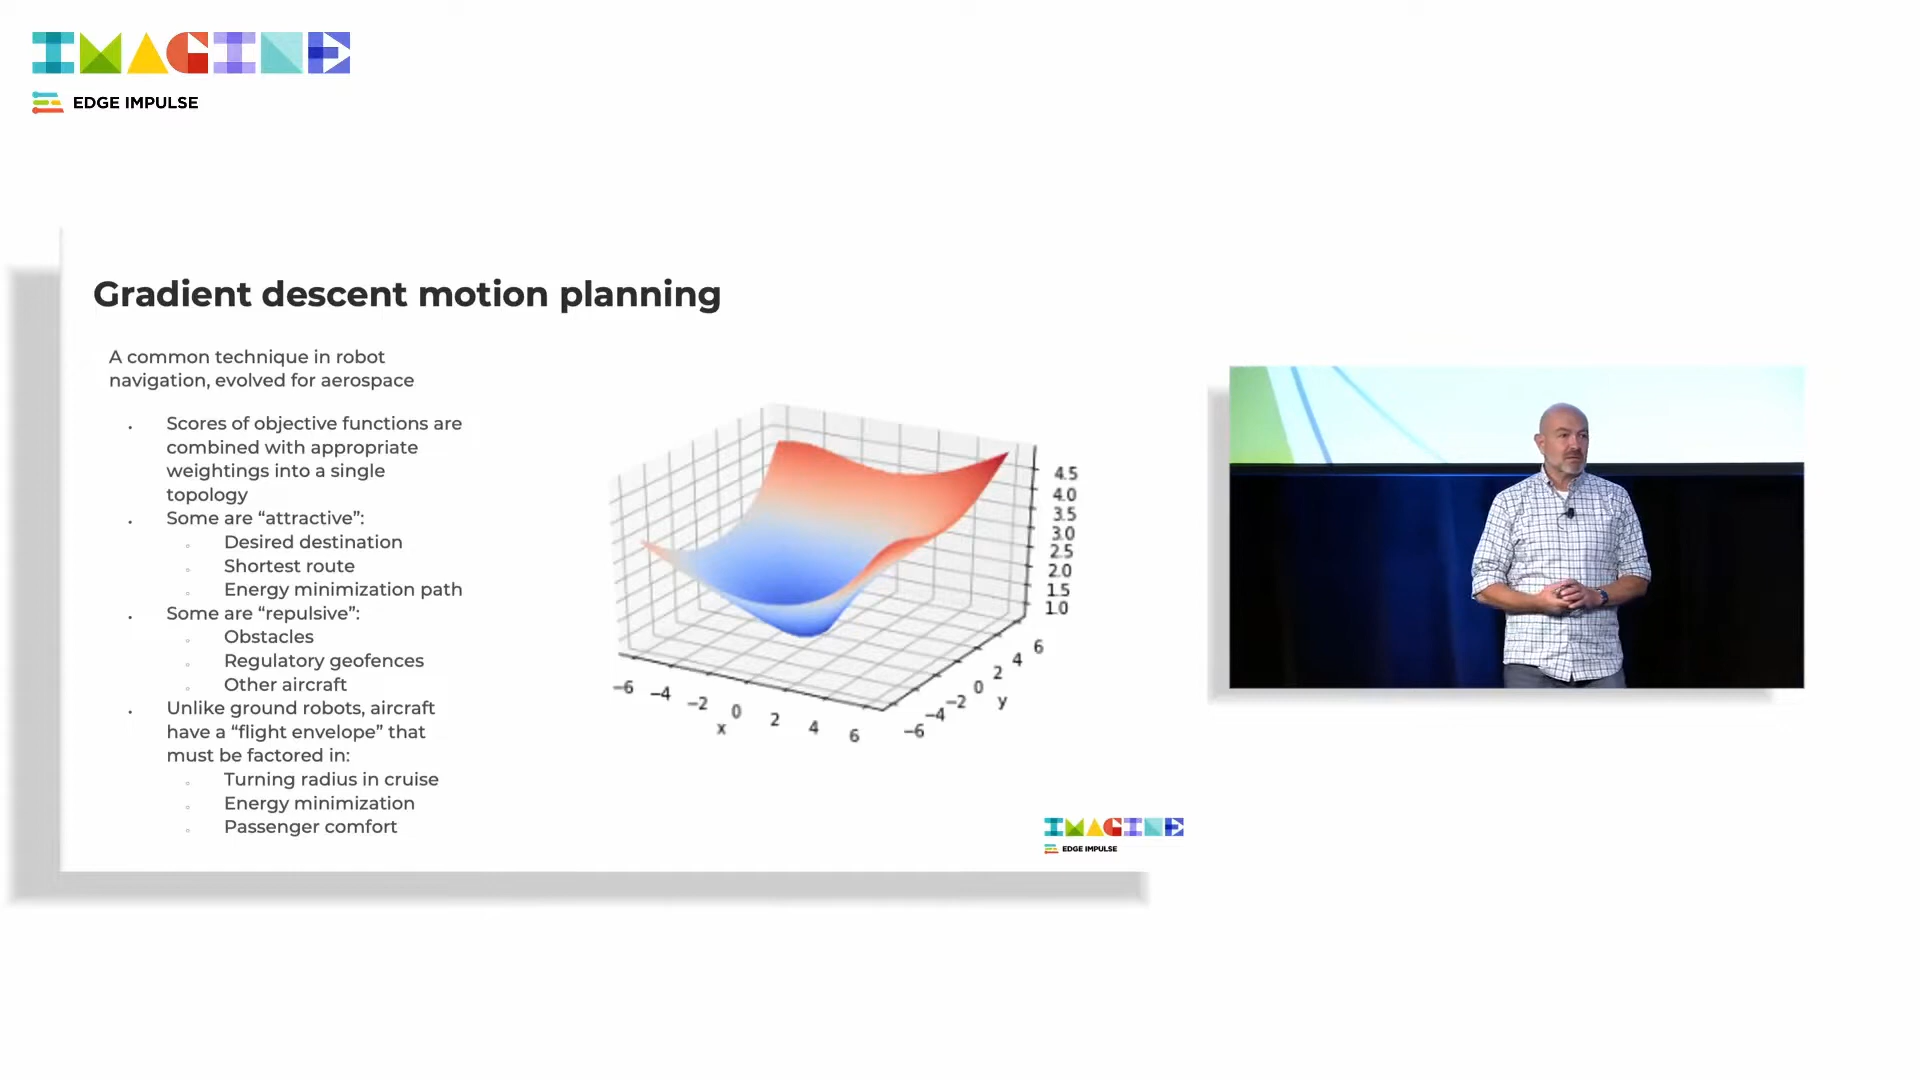 IMAGINE
EDGE IMPULSE
Gradient descent motion planning
A common technique in robot
navigation, evolved for aerospace
Scores of objective functions are
combined with appropriate
weightings into a single
topology
Some are “attractive”:
Desired destination
Shortest route
Energy minimization path
Some are “repulsive”:
Obstacles
Regulatory geofences
Other aircraft
Unlike ground robots, aircraft
have a “flight envelope” that
must be factored in:
Turning radius in cruise
Energy minimization
Passenger comfort
4.5
4.0
3.5
3.0
2.5
2.0
1.5
1.0
−6 −4 −2 0 2 4 6
x
−6 −4 −2 0 2 4 6
y
IMAGINE
EDGE IMPULSE